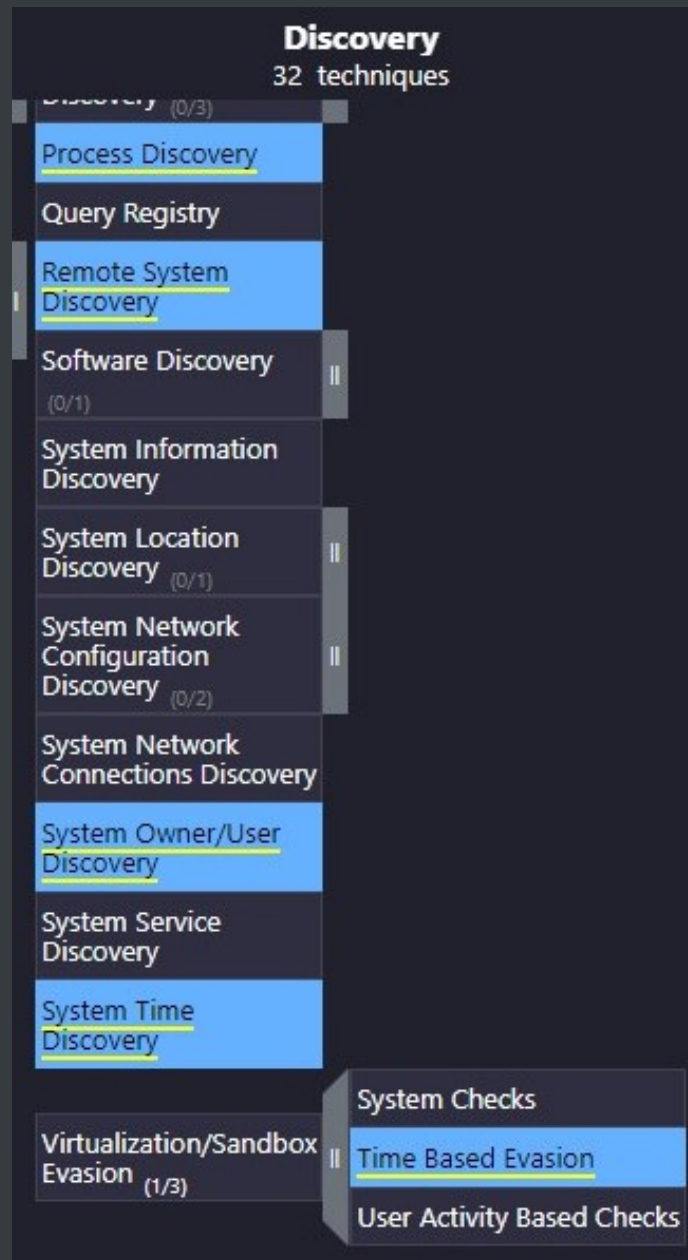 Discovery
32 techniques
Discovery (0/3)
Process Discovery
Query Registry
Remote System
Discovery
Software Discovery
(0/1)
System Information
Discovery
System Location
Discovery (0/1)
System Network
Configuration
Discovery (0/2)
System Network
Connections Discovery
System Owner/User
Discovery
System Service
Discovery
System Time
Discovery
System Checks
Virtualization/Sandbox
Evasion (1/3)
Time Based Evasion
User Activity Based Checks